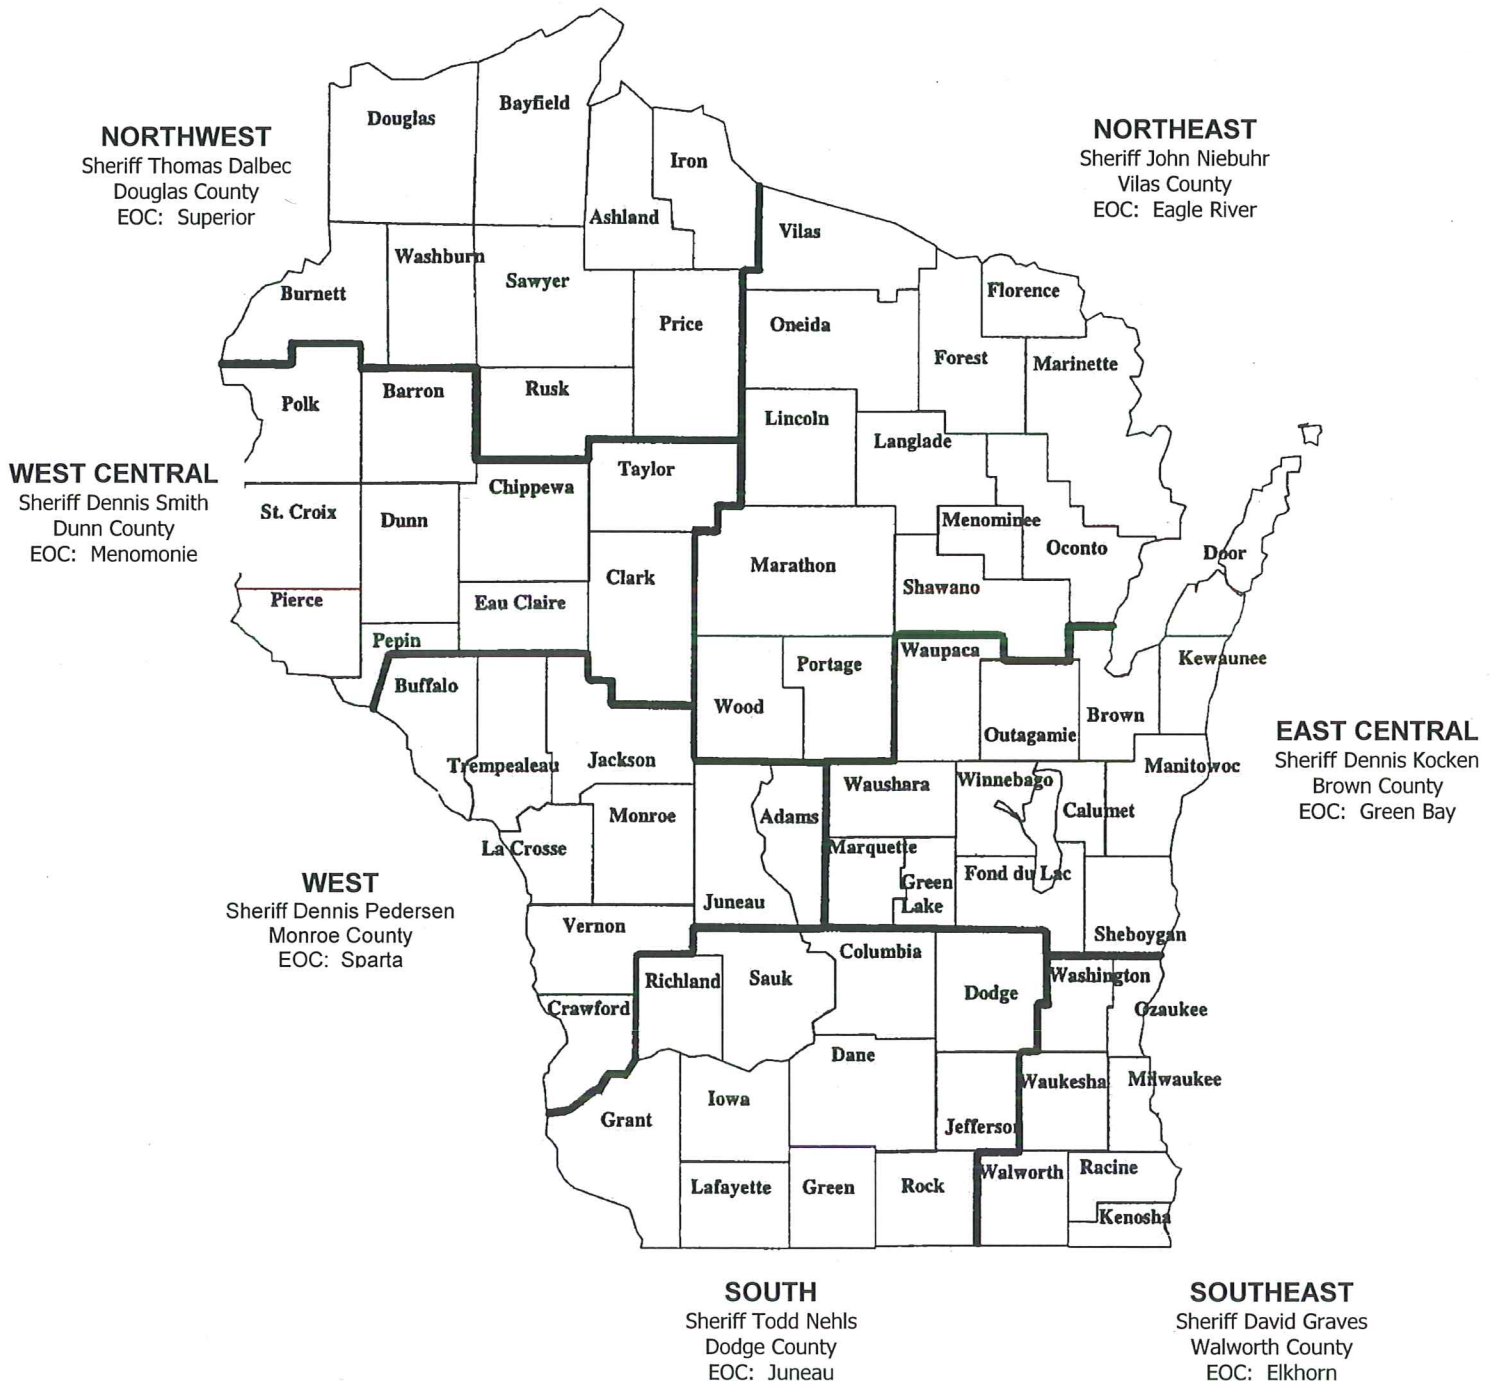 NORTHWEST
Sheriff Thomas Dalbec
Douglas County
EOC: Superior
NORTHEAST
Sheriff John Niebuhr
Vilas County
EOC: Eagle River
WEST CENTRAL
Sheriff Dennis Smith
Dunn County
EOC: Menomonie
EAST CENTRAL
Sheriff Dennis Kocken
Brown County
EOC: Green Bay
WEST
Sheriff Dennis Pedersen
Monroe County
EOC: Sparta
SOUTH
Sheriff Todd Nehls
Dodge County
EOC: Juneau
SOUTHEAST
Sheriff David Graves
Walworth County
EOC: Elkhorn
Douglas
Bayfield
Iron
Ashland
Vilas
Washburn
Sawyer
Burnett
Price
Florence
Oneida
Forest
Marinette
Polk
Barron
Rusk
Lincoln
Langlade
Taylor
Chippewa
St. Croix
Dunn
Menominee
Oconto
Door
Marathon
Clark
Shawano
Pierce
Eau Claire
Pepin
Waupaca
Portage
Kewaunee
Buffalo
Wood
Brown
Outagamie
Trempealeau
Jackson
Manitowoc
Waushara
Winnebago
Calumet
Monroe
Adams
La Crosse
Marquette
Green
Lake
Fond du Lac
Juneau
Vernon
Sheboygan
Columbia
Richland
Sauk
Dodge
Washington
Crawford
Ozaukee
Dane
Waukesha
Milwaukee
Iowa
Grant
Jefferson
Walworth
Racine
Lafayette
Green
Rock
Kenosha